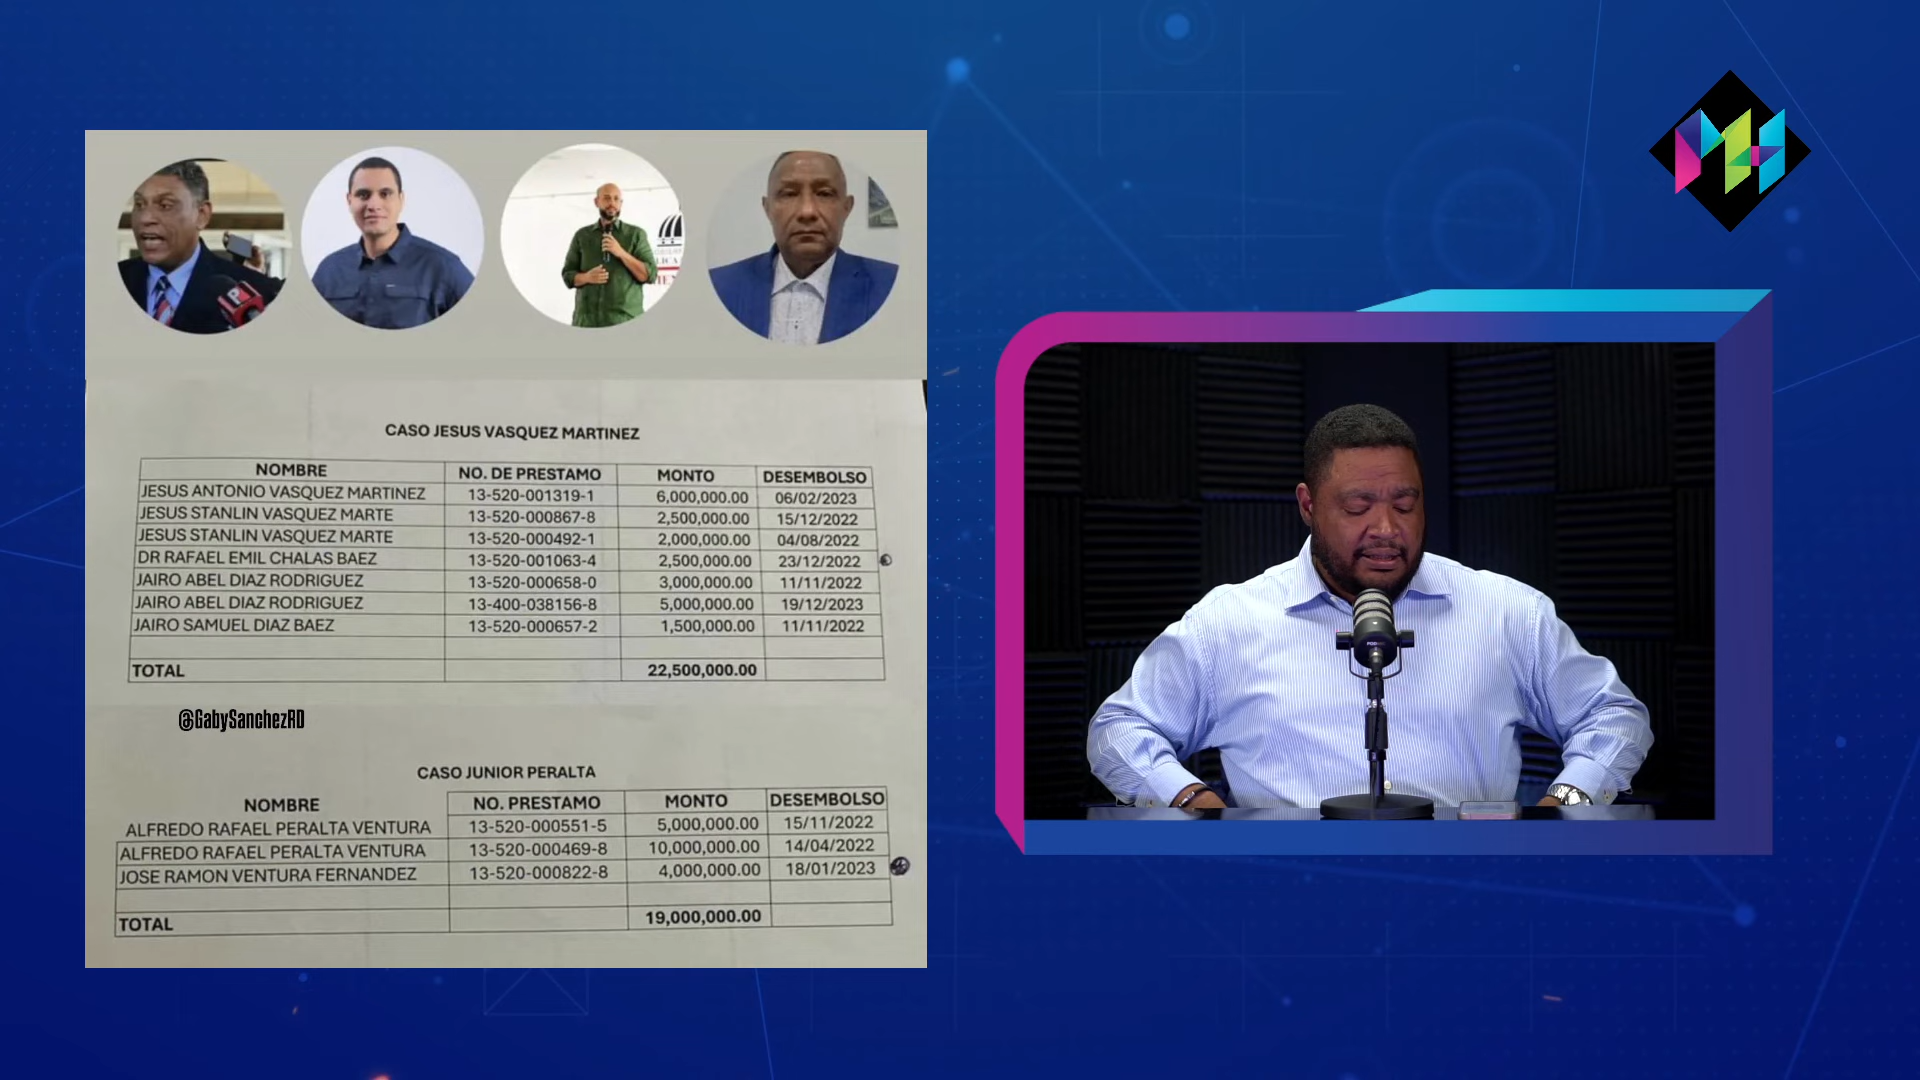 CASO JESUS VASQUEZ MARTINEZ
NOMBRE NO. DE PRESTAMO MONTO DESEMBOLSO
JESUS ANTONIO VASQUEZ MARTINEZ 13-520-001319-1 6,000,000.00 06/02/2023
JESUS STANLIN VASQUEZ MARTE 13-520-000867-8 2,500,000.00 15/12/2022
JESUS STANLIN VASQUEZ MARTE 13-520-000492-1 2,000,000.00 04/08/2022
DR RAFAEL EMIL CHALAS BAEZ 13-520-001063-4 2,500,000.00 23/12/2022
JAIRO ABEL DIAZ RODRIGUEZ 13-520-000658-0 3,000,000.00 11/11/2022
JAIRO ABEL DIAZ RODRIGUEZ 13-400-038156-8 5,000,000.00 19/12/2023
JAIRO SAMUEL DIAZ BAEZ 13-520-000657-2 1,500,000.00 11/11/2022
TOTAL 22,500,000.00
@GabySanchezRD
CASO JUNIOR PERALTA
NOMBRE NO. PRESTAMO MONTO DESEMBOLSO
ALFREDO RAFAEL PERALTA VENTURA 13-520-000551-5 5,000,000.00 15/11/2022
ALFREDO RAFAEL PERALTA VENTURA 13-520-000469-8 10,000,000.00 14/04/2022
JOSE RAMON VENTURA FERNANDEZ 13-520-000822-8 4,000,000.00 18/01/2023
TOTAL 19,000,000.00